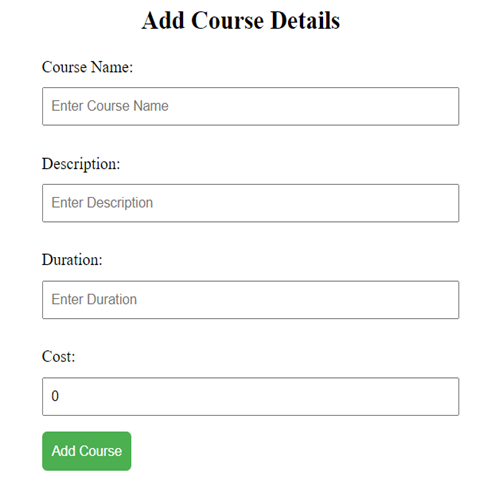 Add Course Details
Course Name:
Enter Course Name
Description:
Enter Description
Duration:
Enter Duration
Cost:
0
Add Course